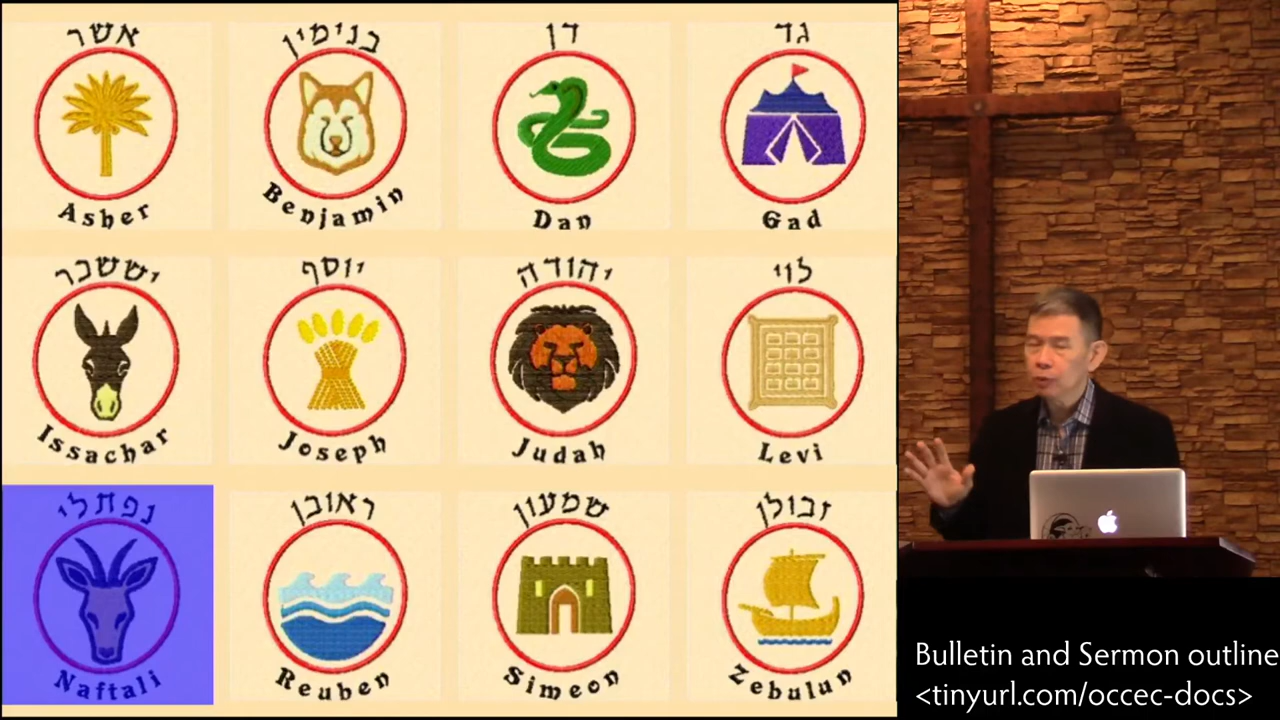 אשר
Asher
בנימין
Benjamin
דן
Dan
גד
Gad
יששכר
Issachar
יוסף
Joseph
יהודה
Judah
לוי
Levi
נפתלי
Naftali
ראובן
Reuben
שמעון
Simeon
זבולן
Zebulun
Bulletin and Sermon outline
<tinyurl.com/occec-docs>